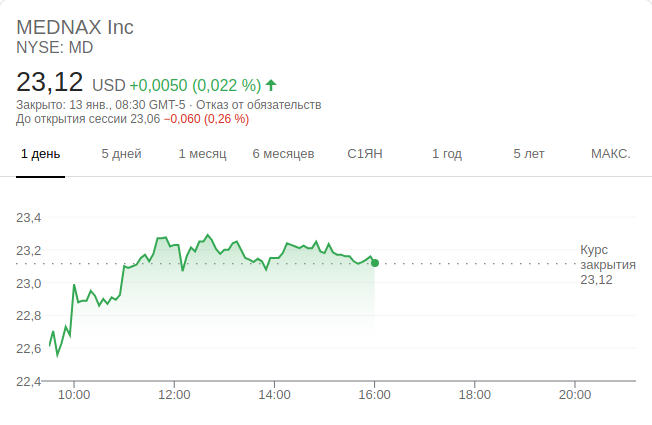 MEDNAX Inc
NYSE: MD
23,12 USD +0,0050 (0,022 %)
Закрыто: 13 янв., 08:30 GMT-5 · Отказ от обязательств
До открытия сессии 23,06 −0,060 (0,26 %)
1 день 5 дней 1 месяц 6 месяцев С1ЯН 1 год 5 лет МАКС.
23,4
23,2
23,0
22,8
22,6
22,4
Курс
закрытия
23,12
10:00 12:00 14:00 16:00 18:00 20:00